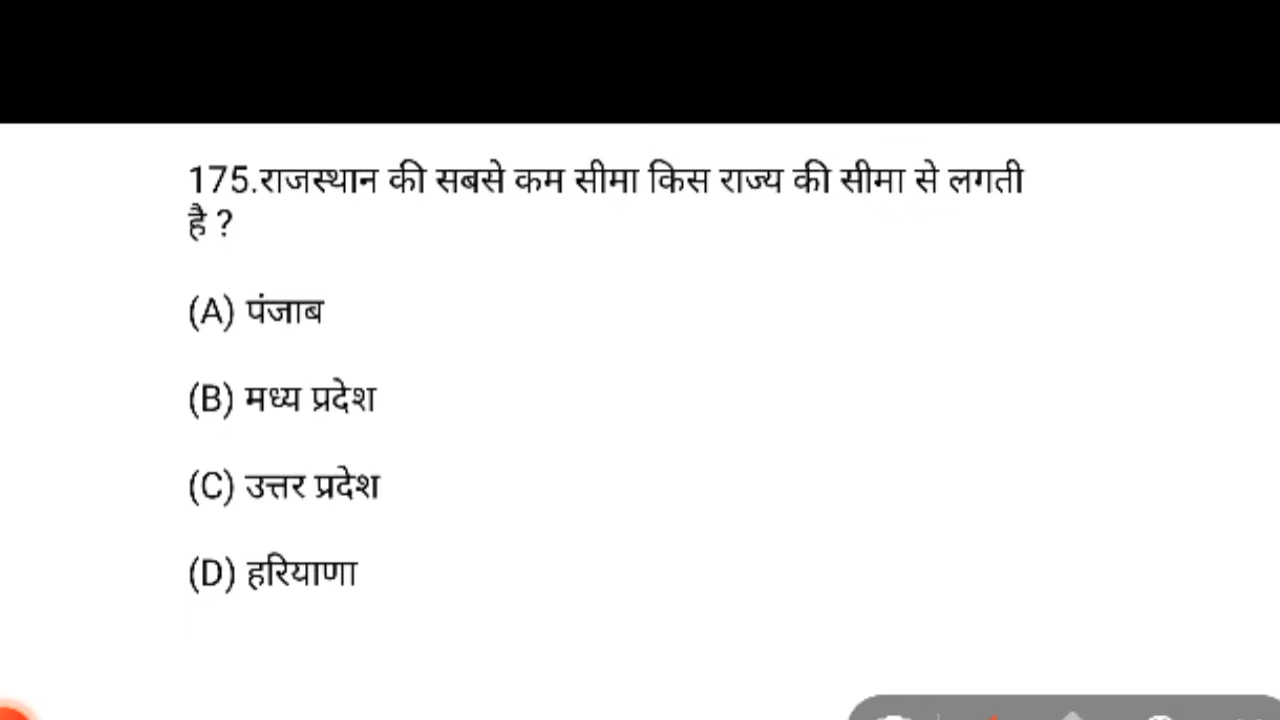 175.राजस्थान की सबसे कम सीमा किस राज्य की सीमा से लगती
है ?
(A) पंजाब
(B) मध्य प्रदेश
(C) उत्तर प्रदेश
(D) हरियाणा